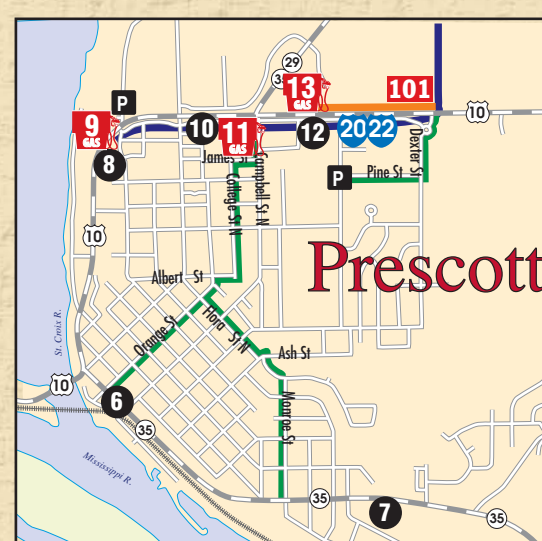 29
35
P
13
GAS
101
10
9
GAS
10
11
GAS
12
20
22
8
James St
Campbell St N
College St N
Dexter St
P
Pine St
10
Prescott
Albert St
St. Croix R.
Orange St
Flora St N
Ash St
10
6
35
Monroe St
Mississippi R.
35
7
35